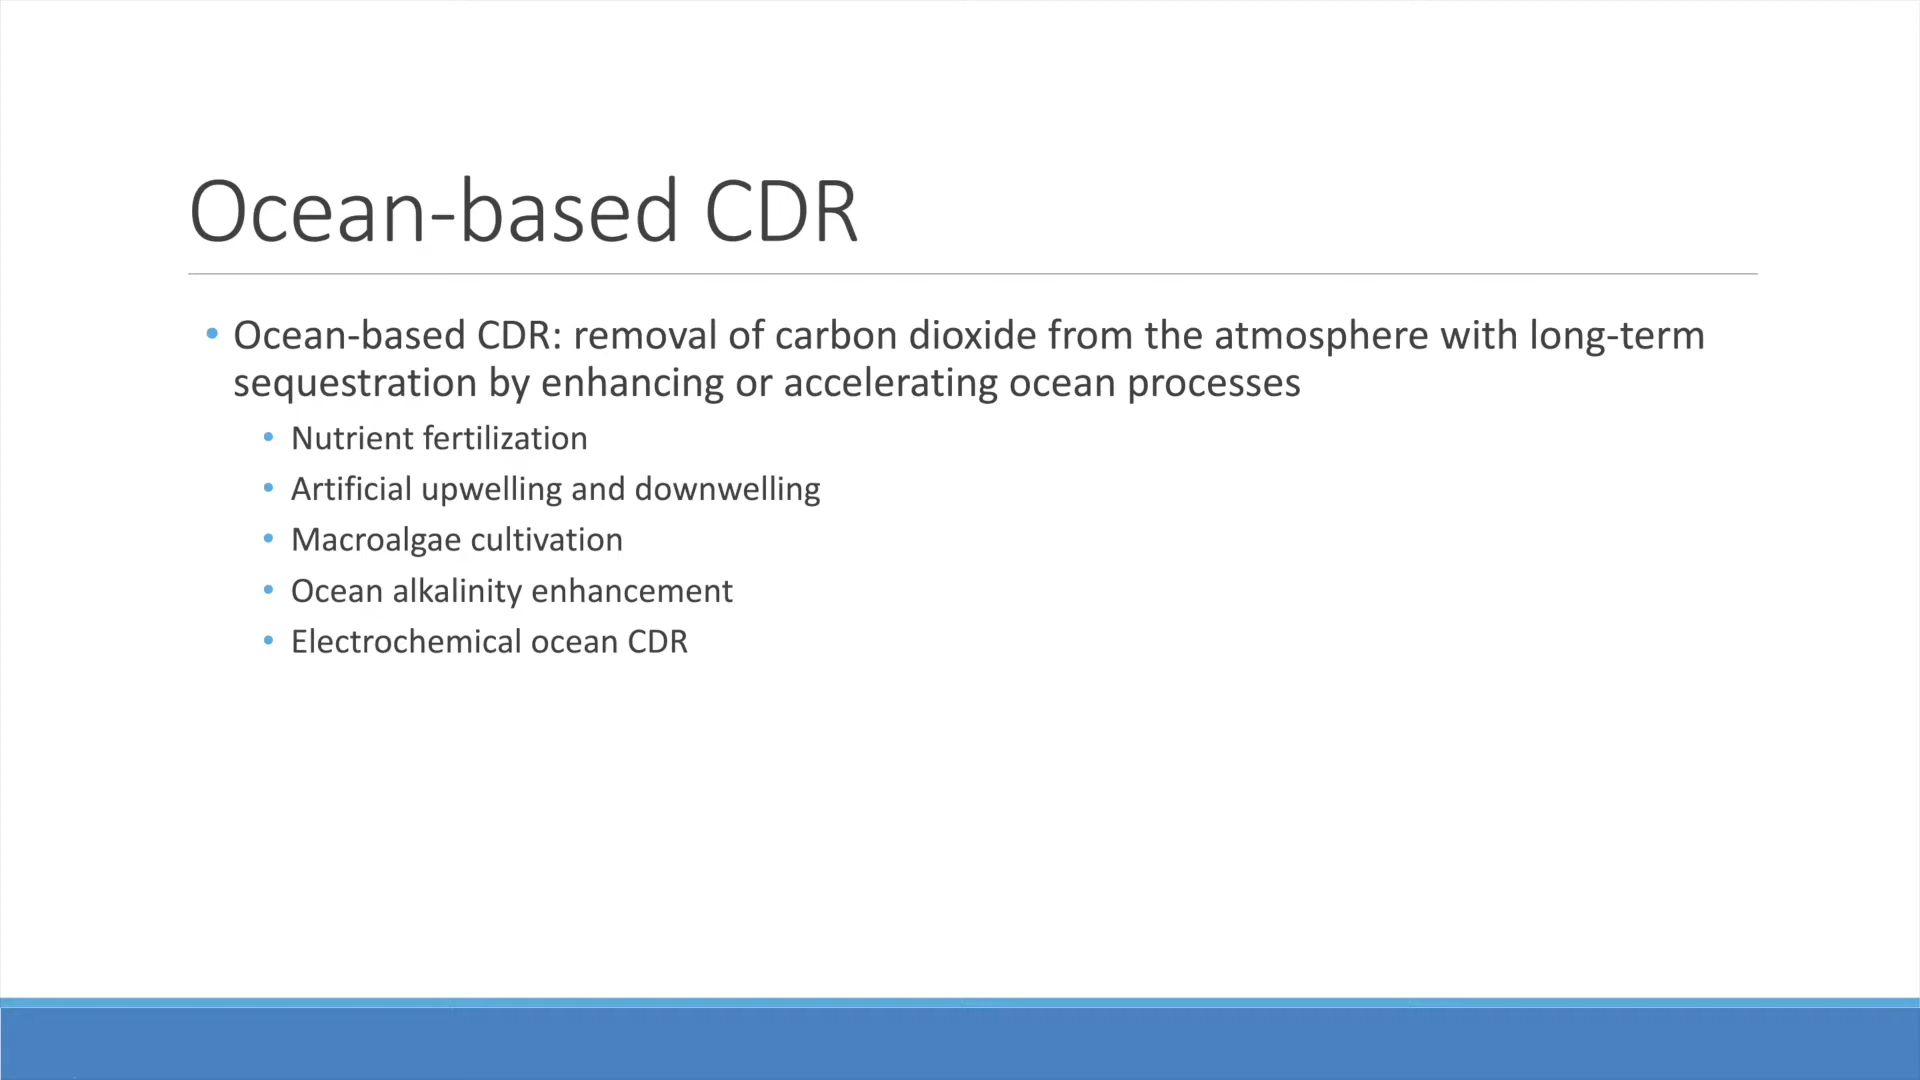 Ocean-based CDR
• Ocean-based CDR: removal of carbon dioxide from the atmosphere with long-term
sequestration by enhancing or accelerating ocean processes
• Nutrient fertilization
• Artificial upwelling and downwelling
• Macroalgae cultivation
• Ocean alkalinity enhancement
• Electrochemical ocean CDR